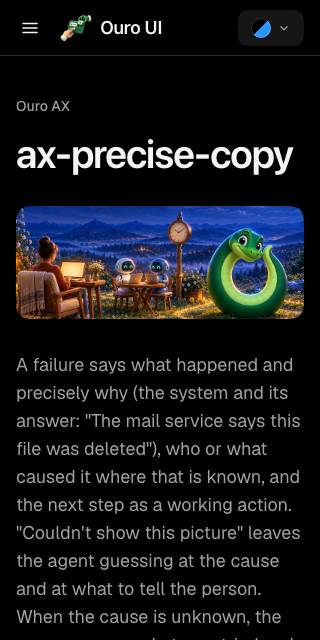 Ouro UI
Ouro AX
ax-precise-copy
A failure says what happened and
precisely why (the system and its
answer: "The mail service says this
file was deleted"), who or what
caused it where that is known, and
the next step as a working action.
"Couldn't show this picture" leaves
the agent guessing at the cause
and at what to tell the person.
When the cause is unknown, the